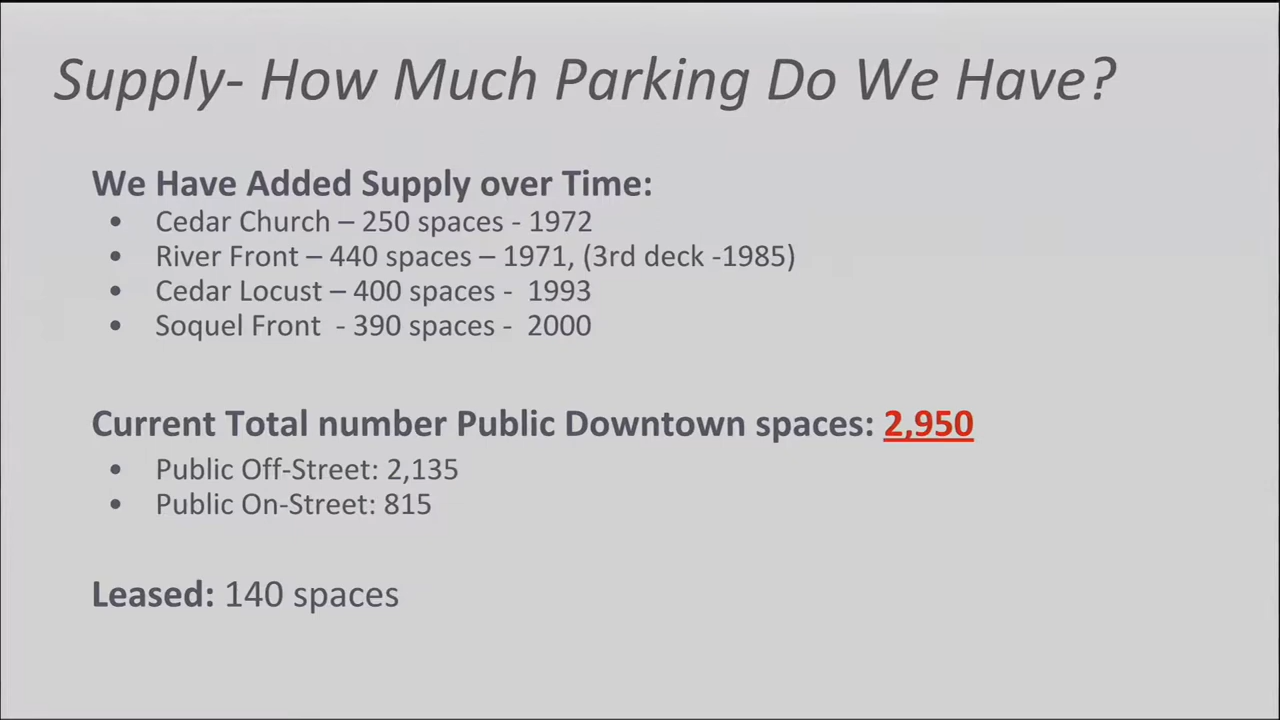 Supply- How Much Parking Do We Have?
We Have Added Supply over Time:
• Cedar Church – 250 spaces - 1972
• River Front – 440 spaces – 1971, (3rd deck -1985)
• Cedar Locust – 400 spaces -  1993
• Soquel Front  - 390 spaces -  2000
Current Total number Public Downtown spaces: 2,950
• Public Off-Street: 2,135
• Public On-Street: 815
Leased: 140 spaces